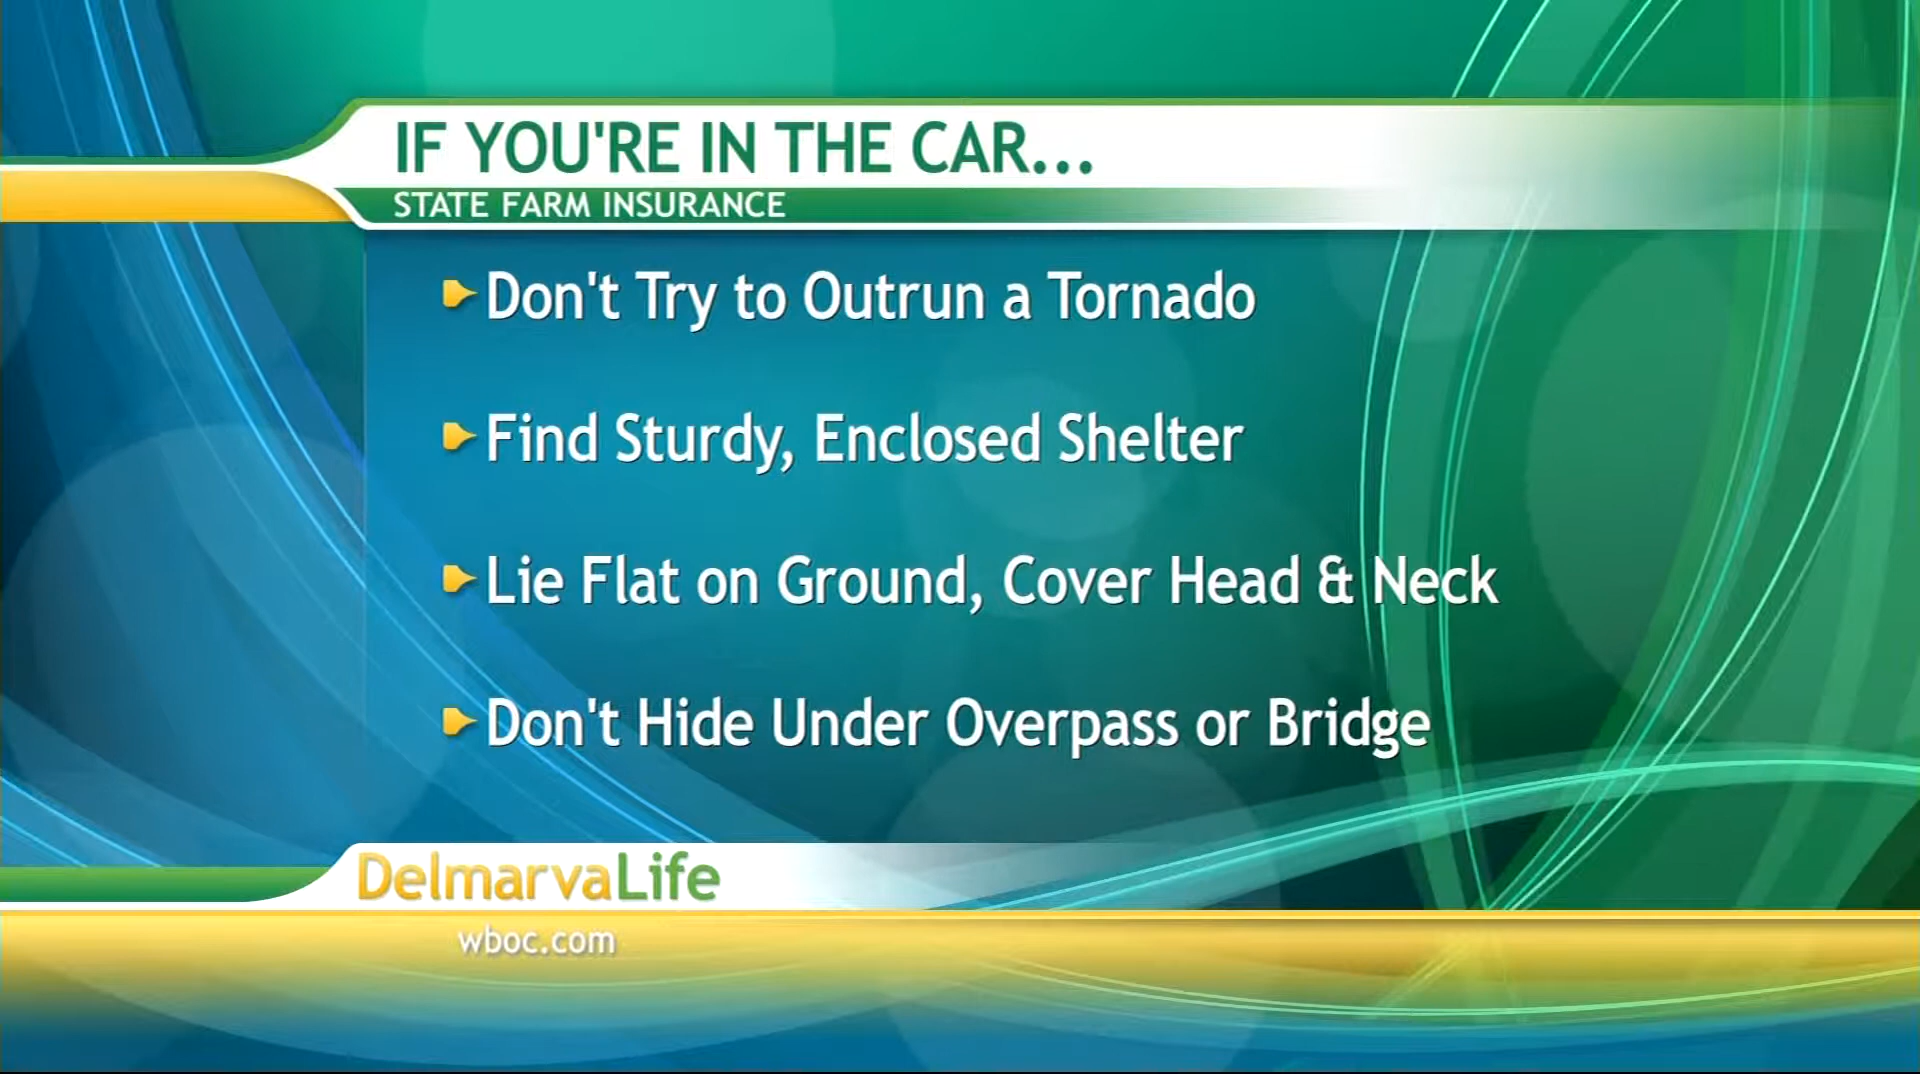 IF YOU'RE IN THE CAR...
STATE FARM INSURANCE
Don't Try to Outrun a Tornado
Find Sturdy, Enclosed Shelter
Lie Flat on Ground, Cover Head & Neck
Don't Hide Under Overpass or Bridge
DelmarvaLife
wboc.com